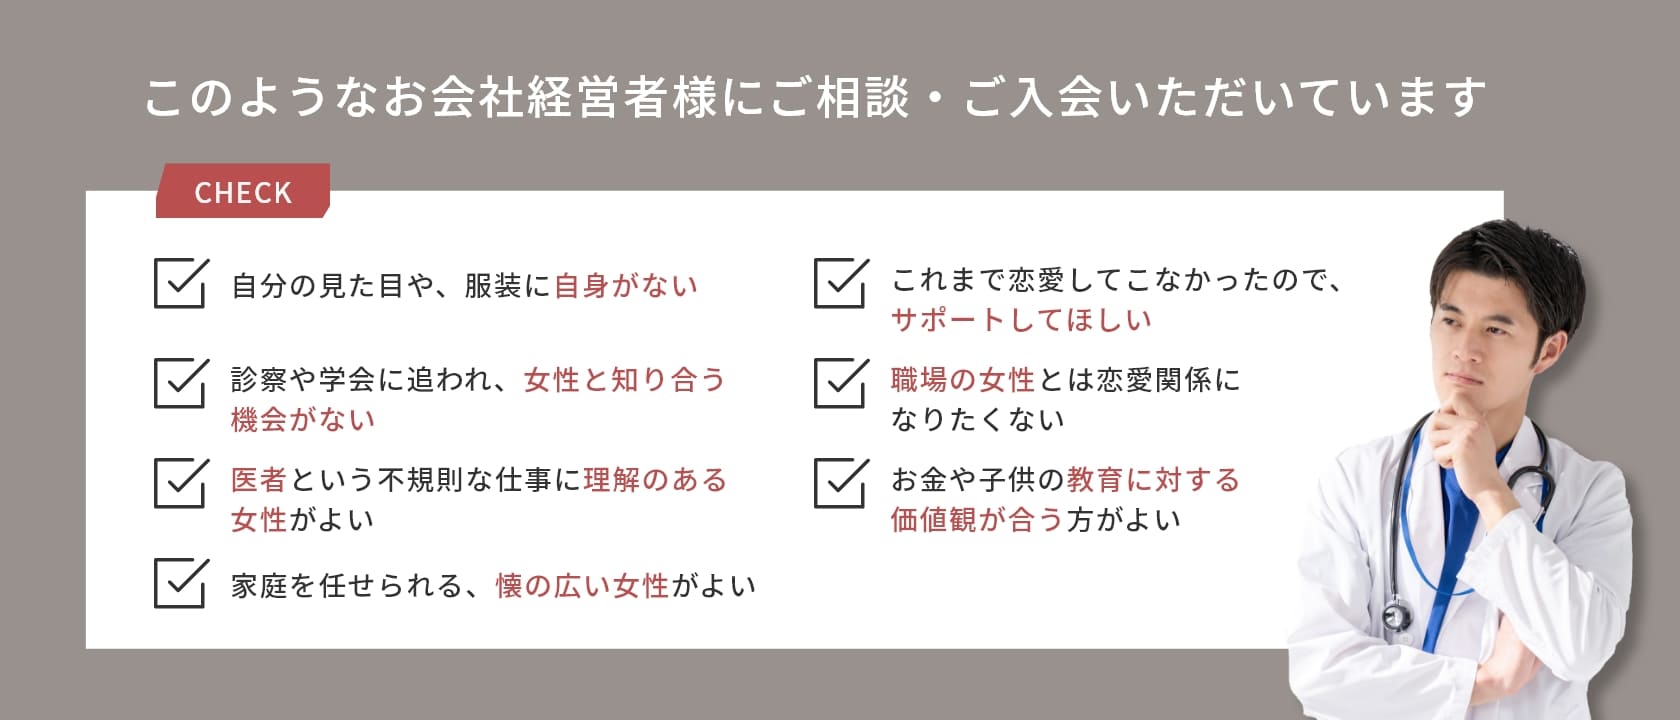 このようなお会社経営者様にご相談・ご入会いただいています
CHECK
自分の見た目や、服装に自身がない
診察や学会に追われ、女性と知り合う
機会がない
医者という不規則な仕事に理解のある
女性がよい
家庭を任せられる、懐の広い女性がよい
これまで恋愛してこなかったので、
サポートしてほしい
職場の女性とは恋愛関係に
なりたくない
お金や子供の教育に対する
価値観が合う方がよい